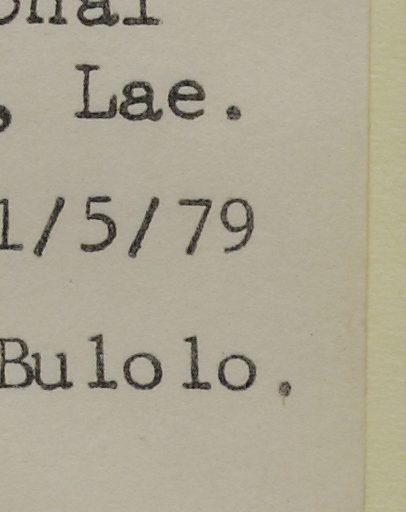 , Lae.
1/5/79
Bulolo.